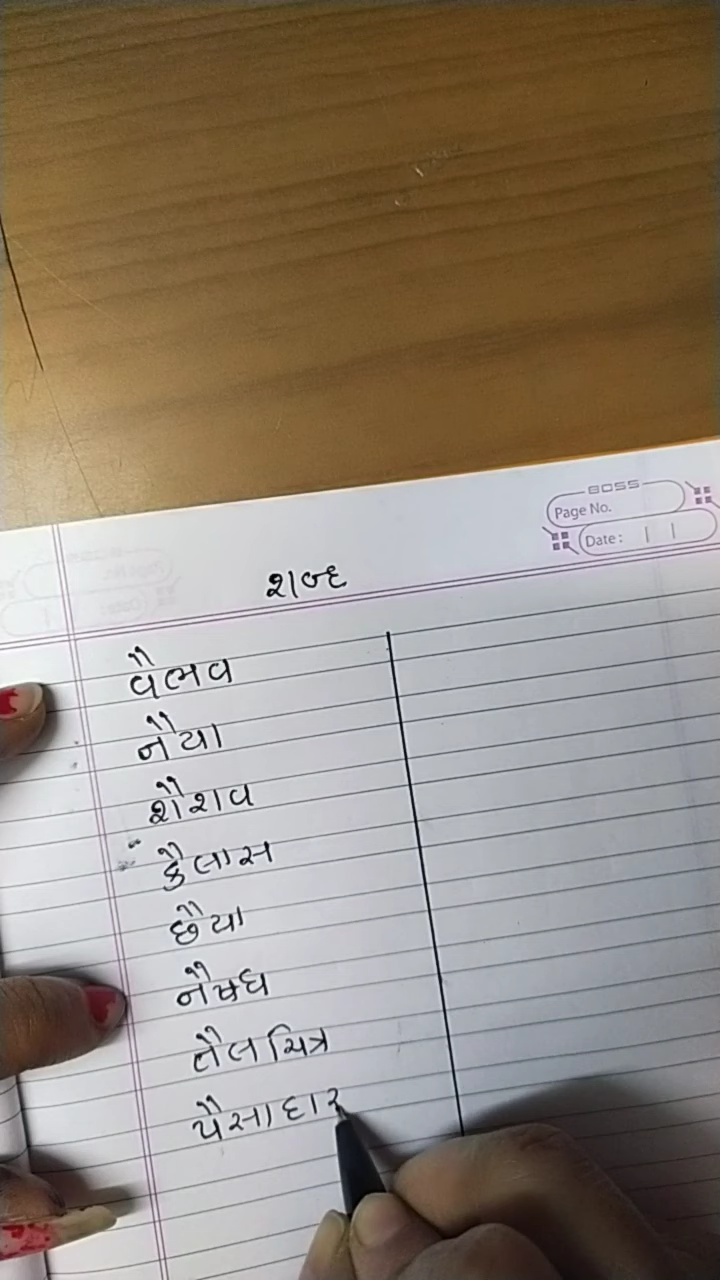 BOSS
Page No.
Date:
શબ્દ
વૈભવ
નૈયા
શૈશવ
કૈલાસ
છૈયા
નૈષધ
તૈલચિત્ર
પૈસાદાર